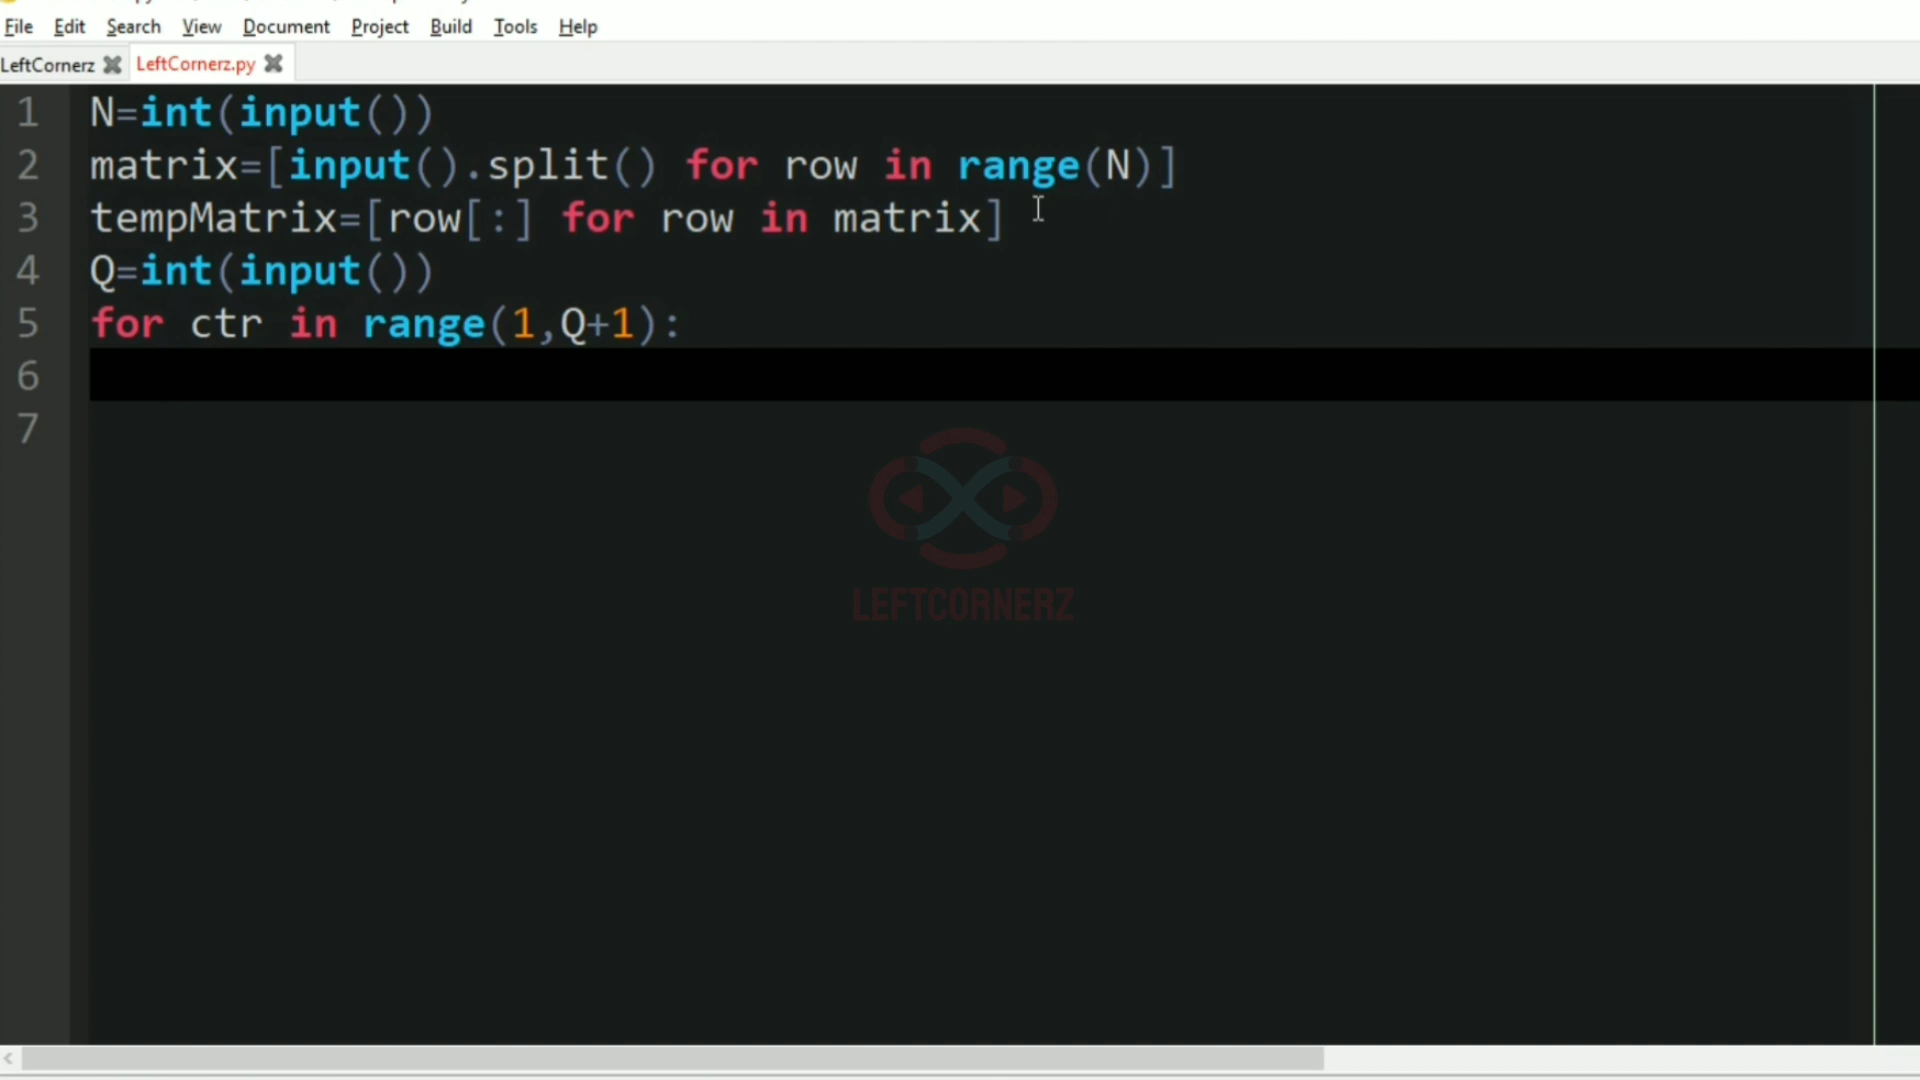 File Edit Search View Document Project Build Tools Help
LeftCornerz LeftCornerz.py
1 N=int(input())
2 matrix=[input().split() for row in range(N)]
3 tempMatrix=[row[:] for row in matrix]
4 Q=int(input())
5 for ctr in range(1,Q+1):
6
7
LEFTCORNERZ